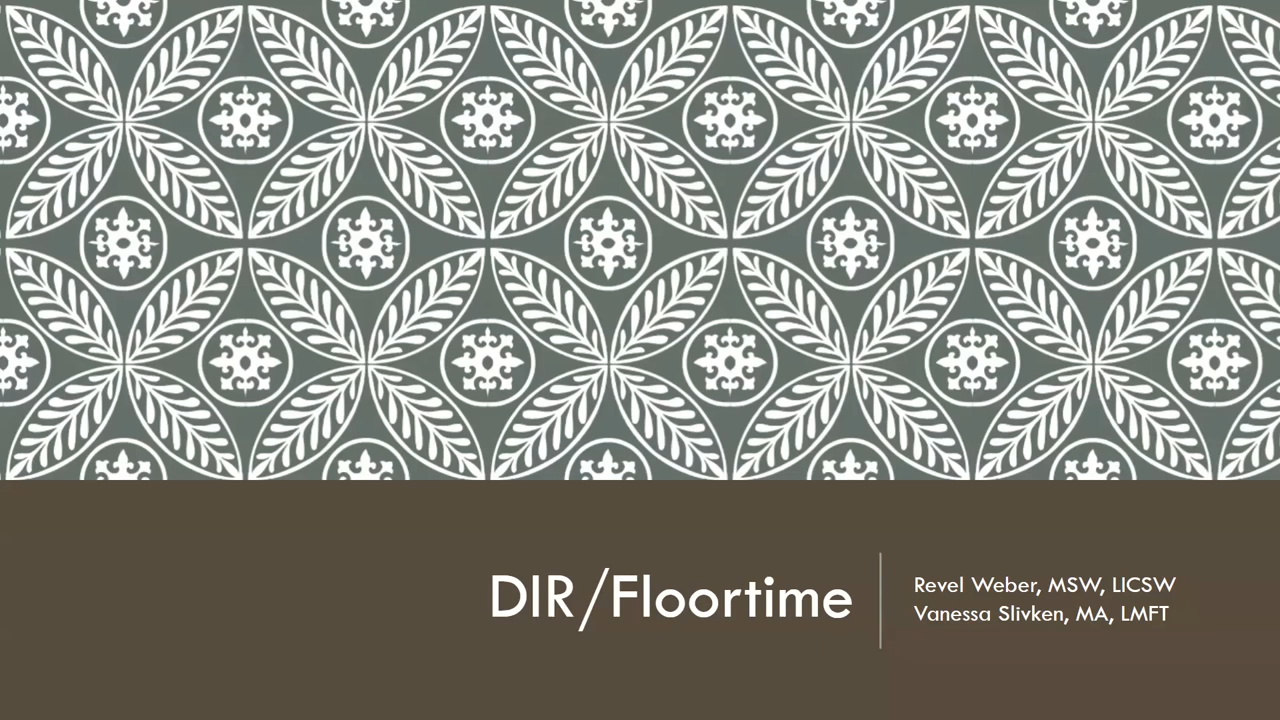 DIR/Floortime
Revel Weber, MSW, LICSW
Vanessa Slivken, MA, LMFT